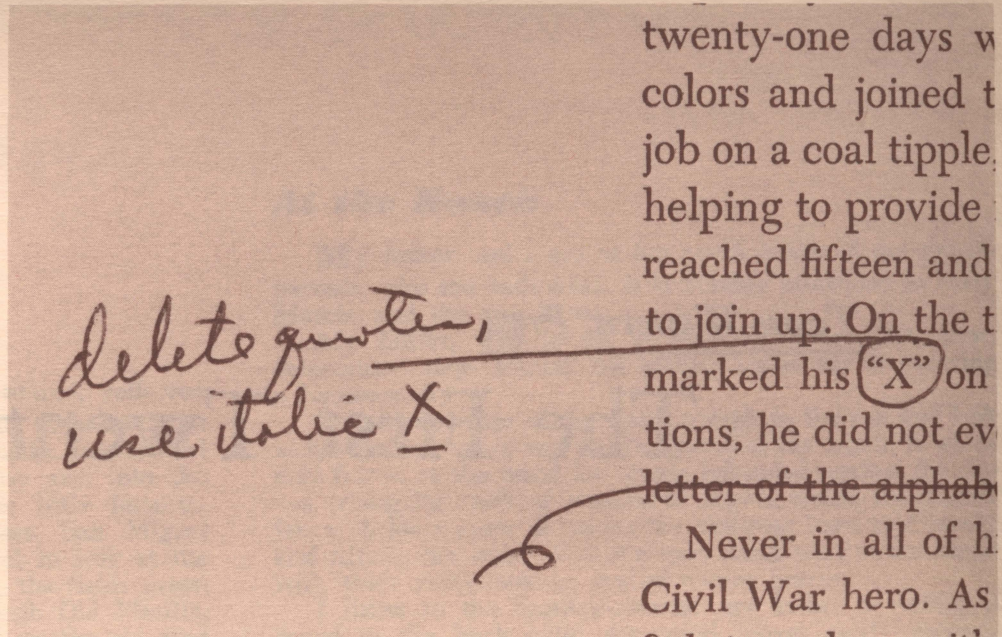 twenty-one days w
colors and joined t
job on a coal tipple,
helping to provide
reached fifteen and
to join up. On the t
delete quotes,
use italic X
marked his "X" on
tions, he did not ev
letter of the alphabe
Never in all of h
Civil War hero. As